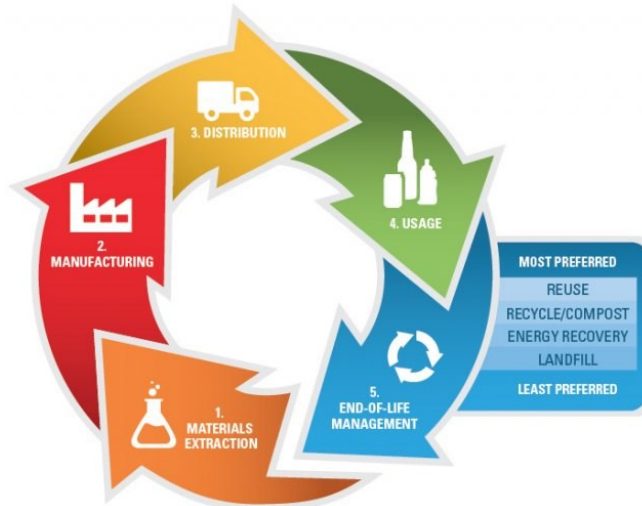 3. DISTRIBUTION
4. USAGE
2.
MANUFACTURING
MOST PREFERRED
REUSE
RECYCLE/COMPOST
ENERGY RECOVERY
LANDFILL
LEAST PREFERRED
5.
END-OF-LIFE
MANAGEMENT
1.
MATERIALS
EXTRACTION